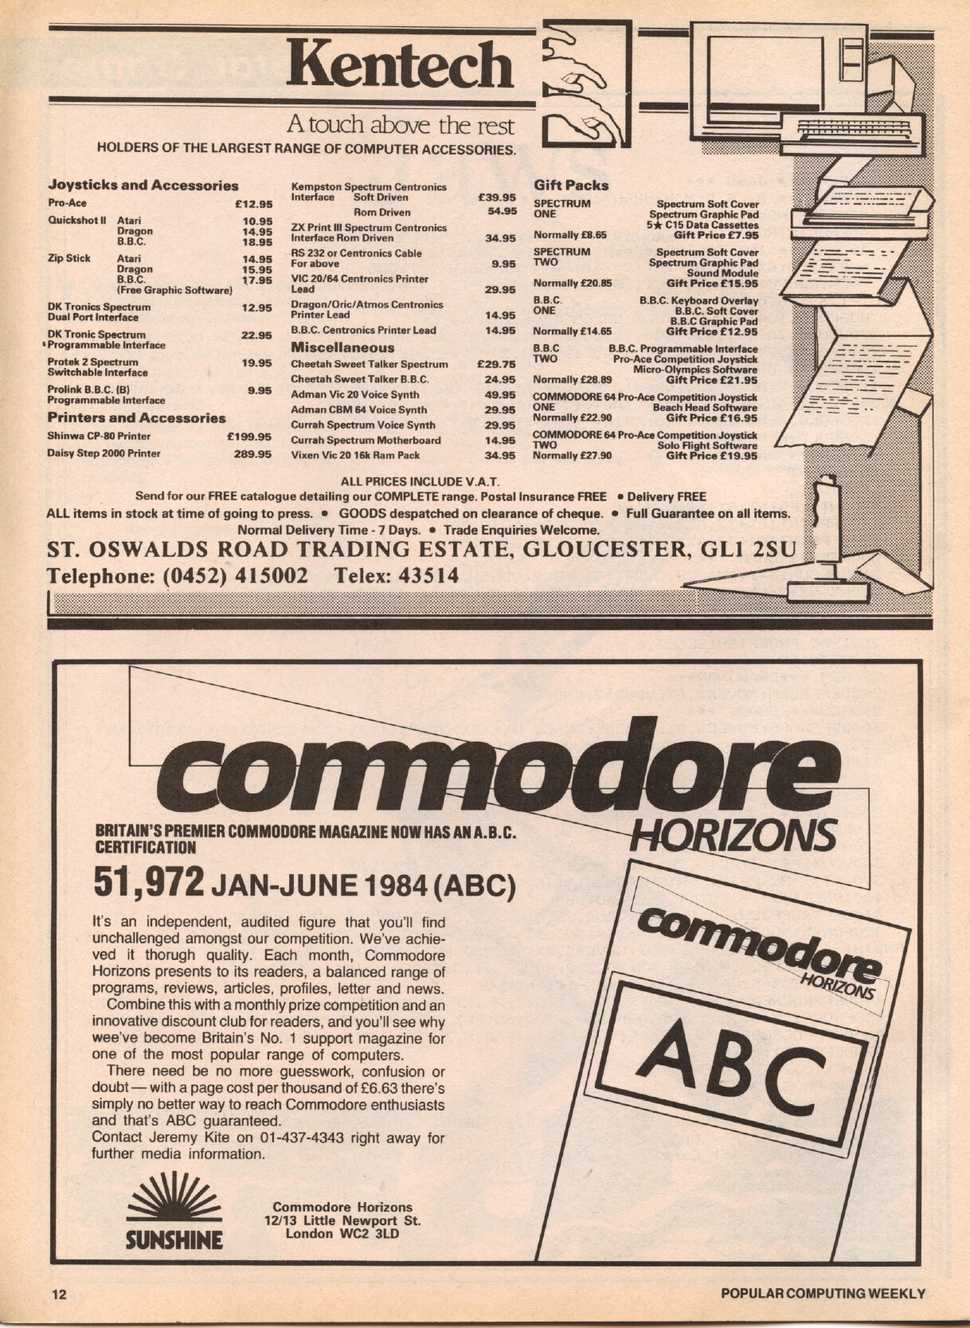 Kentech
A touch above the rest
HOLDERS OF THE LARGEST RANGE OF COMPUTER ACCESSORIES.
Joysticks and Accessories
Pro-Ace £12.95
Quickshot II Atari 10.95
Dragon 14.95
B.B.C. 18.95
Zip Stick Atari 14.95
Dragon 15.95
B.B.C. 17.95
(Free Graphic Software)
DK Tronics Spectrum 12.95
Dual Port Interface
DK Tronic Spectrum 22.95
Programmable Interface
Protek 2 Spectrum 19.95
Switchable Interface
Prolink B.B.C. (B) 9.95
Programmable Interface
Printers and Accessories
Shinwa CP-80 Printer £199.95
Daisy Step 2000 Printer 289.95
Kempston Spectrum Centronics
Interface Soft Driven £39.95
Rom Driven 54.95
ZX Print III Spectrum Centronics
Interface Rom Driven 34.95
RS 232 or Centronics Cable
For above 9.95
VIC 20/64 Centronics Printer
Lead 29.95
Dragon/Oric/Atmos Centronics
Printer Lead 14.95
B.B.C. Centronics Printer Lead 14.95
Miscellaneous
Cheetah Sweet Talker Spectrum £29.75
Cheetah Sweet Talker B.B.C. 24.95
Adman Vic 20 Voice Synth 49.95
Adman CBM 64 Voice Synth 29.95
Currah Spectrum Voice Synth 29.95
Currah Spectrum Motherboard 14.95
Vixen Vic 20 16k Ram Pack 34.95
Gift Packs
SPECTRUM Spectrum Soft Cover
ONE Spectrum Graphic Pad
5★ C15 Data Cassettes
Normally £8.65 Gift Price £7.95
SPECTRUM Spectrum Soft Cover
TWO Spectrum Graphic Pad
Sound Module
Normally £20.85 Gift Price £15.95
B.B.C. B.B.C. Keyboard Overlay
ONE B.B.C. Soft Cover
B.B.C Graphic Pad
Normally £14.65 Gift Price £12.95
B.B.C B.B.C. Programmable Interface
TWO Pro-Ace Competition Joystick
Micro-Olympics Software
Normally £28.89 Gift Price £21.95
COMMODORE 64 Pro-Ace Competition Joystick
ONE Beach Head Software
Normally £22.90 Gift Price £16.95
COMMODORE 64 Pro-Ace Competition Joystick
TWO Solo Flight Software
Normally £27.90 Gift Price £19.95
ALL PRICES INCLUDE V.A.T.
Send for our FREE catalogue detailing our COMPLETE range. Postal Insurance FREE • Delivery FREE
ALL items in stock at time of going to press. • GOODS despatched on clearance of cheque. • Full Guarantee on all items.
Normal Delivery Time - 7 Days. • Trade Enquiries Welcome.
ST. OSWALDS ROAD TRADING ESTATE, GLOUCESTER, GL1 2SU
Telephone: (0452) 415002 Telex: 43514
commodore
HORIZONS
BRITAIN'S PREMIER COMMODORE MAGAZINE NOW HAS AN A.B.C.
CERTIFICATION
51,972 JAN-JUNE 1984 (ABC)
It's an independent, audited figure that you'll find
unchallenged amongst our competition. We've achie-
ved it thorugh quality. Each month, Commodore
Horizons presents to its readers, a balanced range of
programs, reviews, articles, profiles, letter and news.
Combine this with a monthly prize competition and an
innovative discount club for readers, and you'll see why
wee've become Britain's No. 1 support magazine for
one of the most popular range of computers.
There need be no more guesswork, confusion or
doubt — with a page cost per thousand of £6.63 there's
simply no better way to reach Commodore enthusiasts
and that's ABC guaranteed.
Contact Jeremy Kite on 01-437-4343 right away for
further media information.
commodore
HORIZONS
ABC
SUNSHINE
Commodore Horizons
12/13 Little Newport St.
London WC2 3LD
12
POPULAR COMPUTING WEEKLY